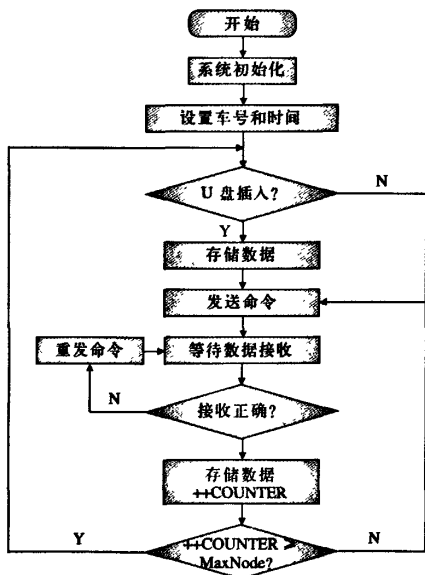 开始
系统初始化
设置车号和时间
U 盘插入?
N
Y
存储数据
发送命令
重发命令
等待数据接收
N
接收正确?
存储数据
++COUNTER
Y
++COUNTER >
MaxNode?
N